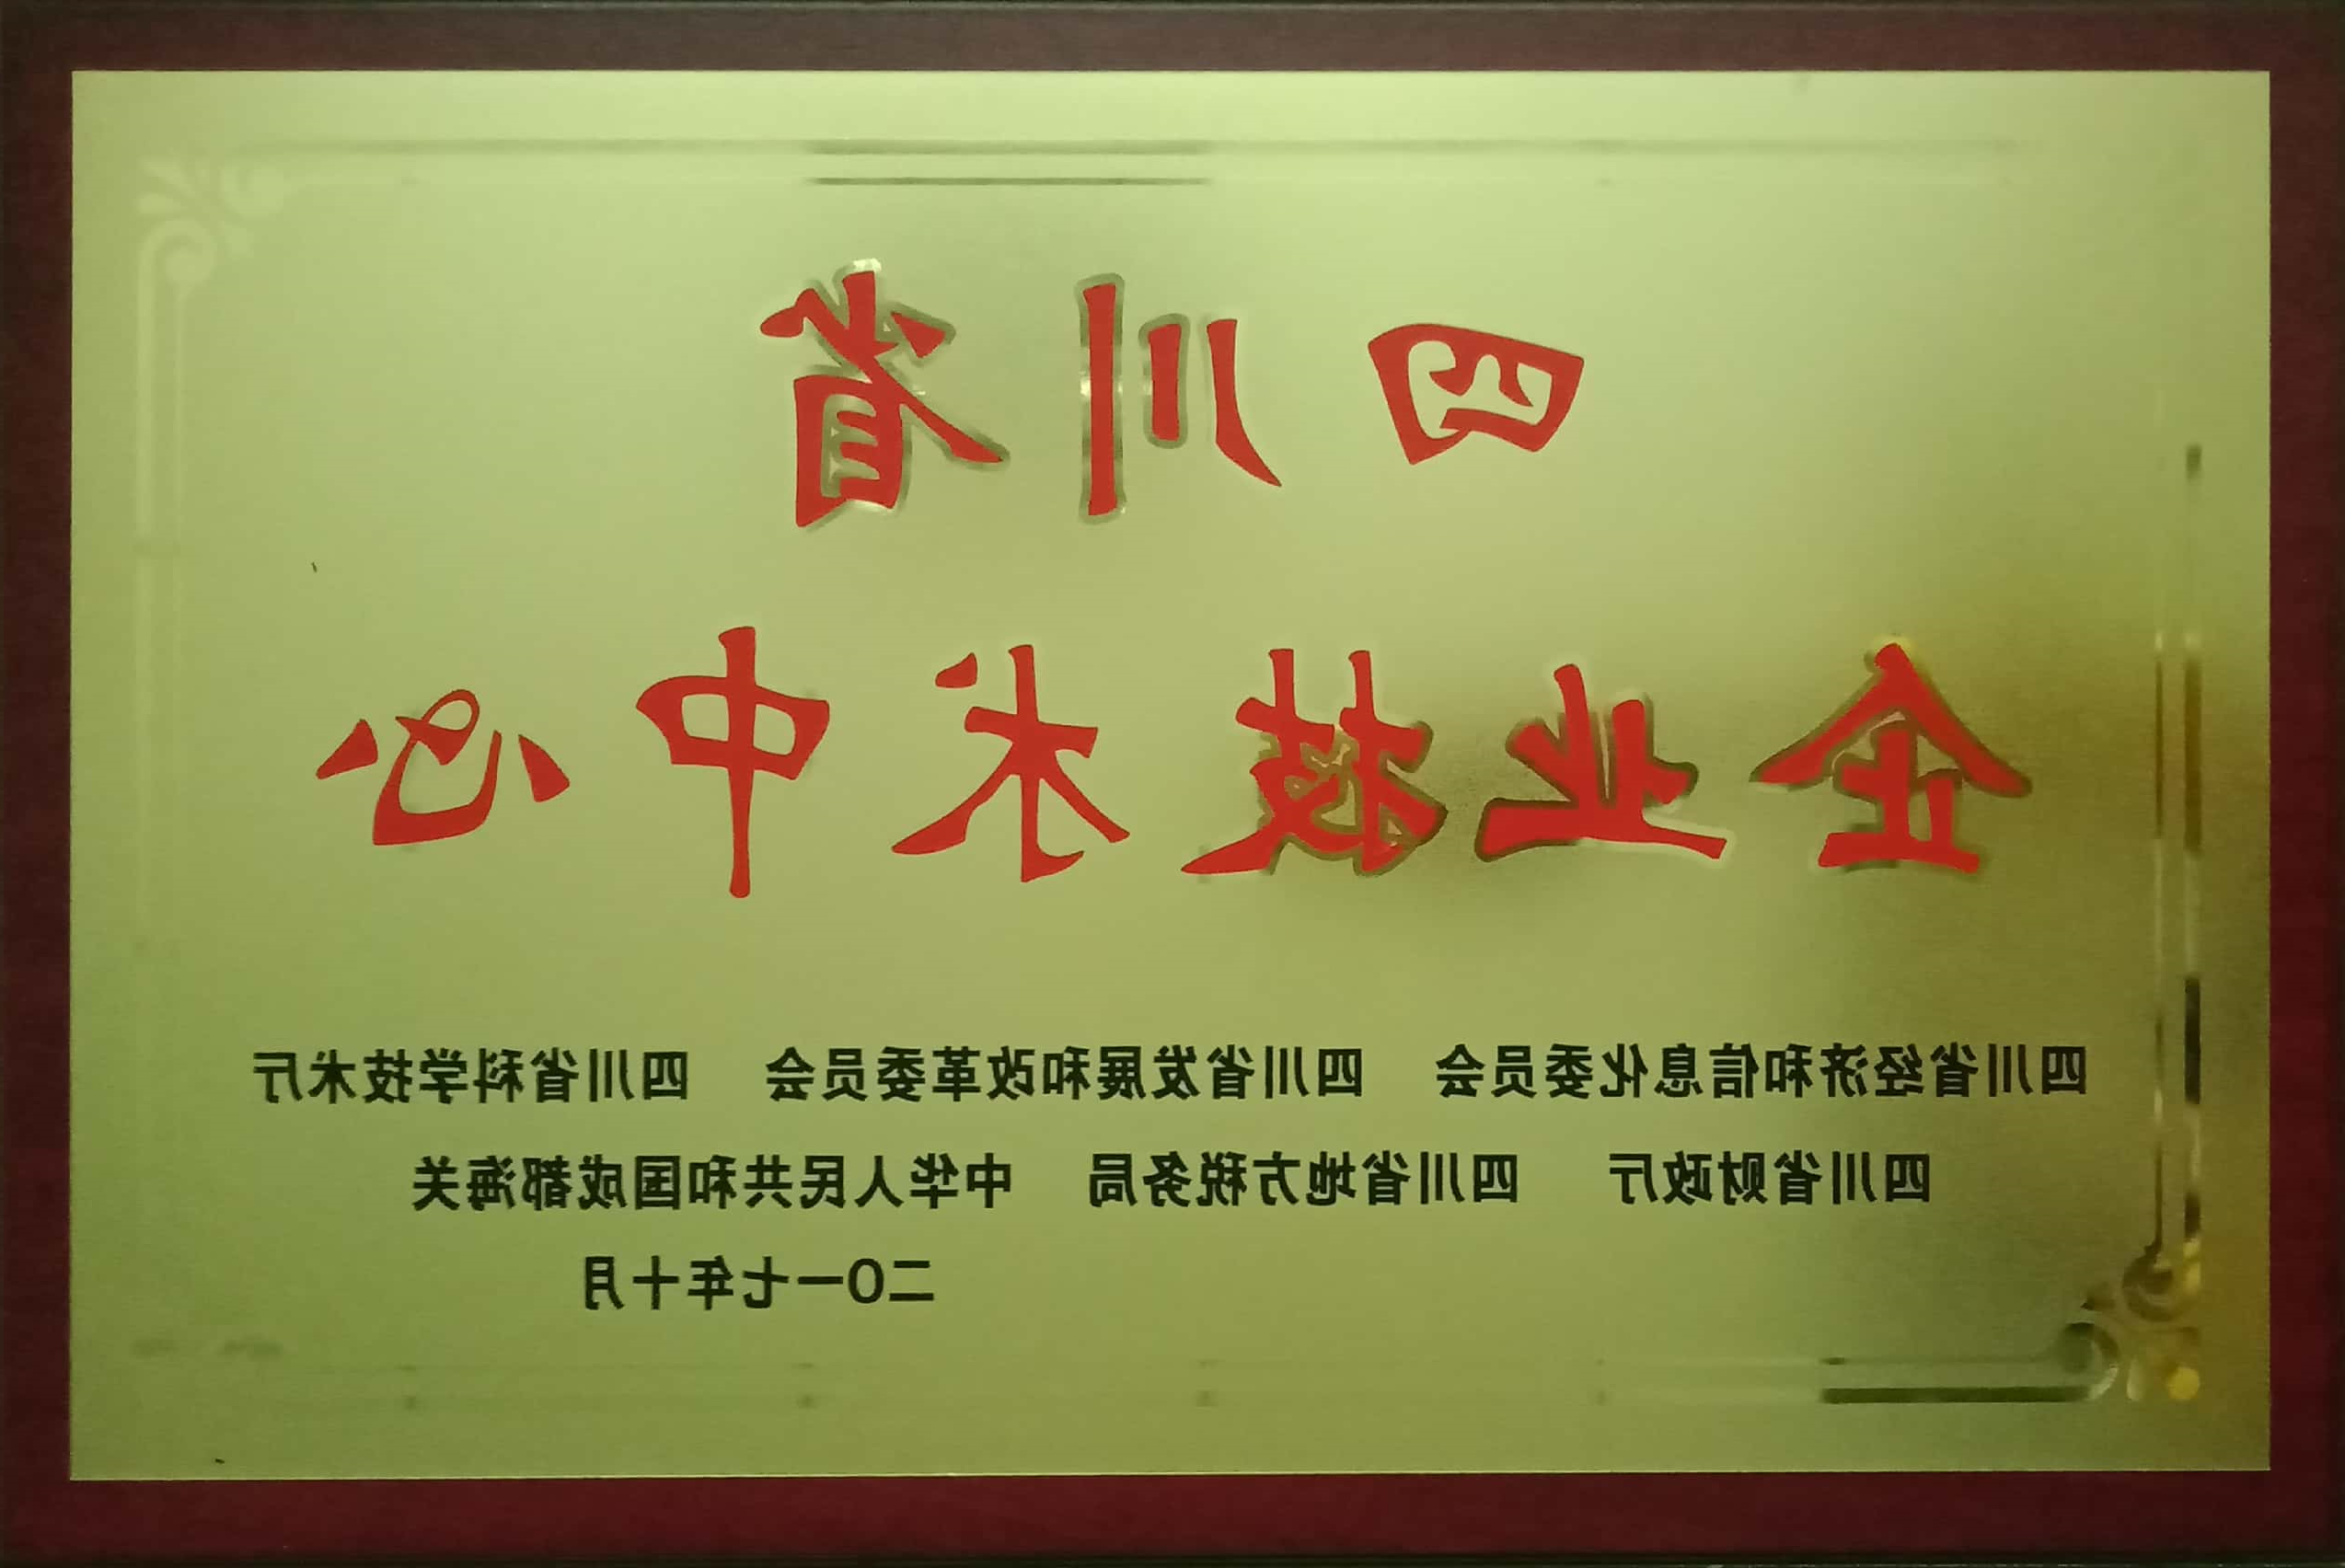 四川省
企业技术中心
四川省经济和信息化委员会 四川省发展和改革委员会 四川省科学技术厅
四川省财政厅 四川省地方税务局 中华人民共和国成都海关
二O一七年十月